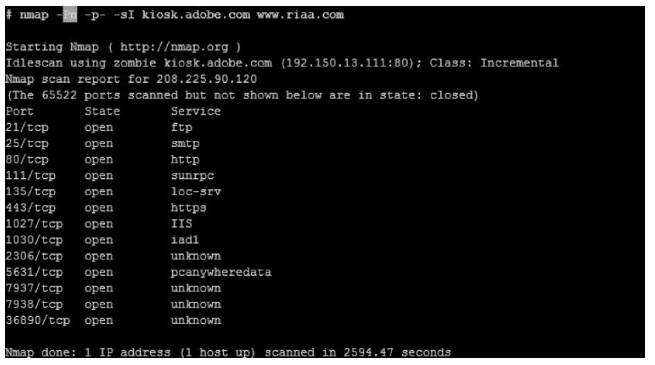 # nmap -Pn -p- -sI kiosk.adobe.com www.riaa.com
Starting Nmap ( http://nmap.org )
Idlescan using zombie kiosk.adobe.com (192.150.13.111:80); Class: Incremental
Nmap scan report for 208.225.90.120
(The 65522 ports scanned but not shown below are in state: closed)
Port State Service
21/tcp open ftp
25/tcp open smtp
80/tcp open http
111/tcp open sunrpc
135/tcp open loc-srv
443/tcp open https
1027/tcp open IIS
1030/tcp open iad1
2306/tcp open unknown
5631/tcp open pcanywheredata
7937/tcp open unknown
7938/tcp open unknown
36890/tcp open unknown
Nmap done: 1 IP address (1 host up) scanned in 2594.47 seconds